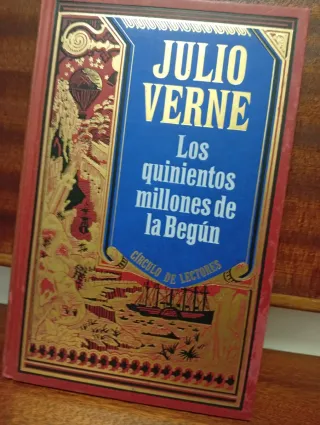 JULIO
VERNE
Los
quinientos
millones de
la Begún
CÍRCULO DE LECTORES